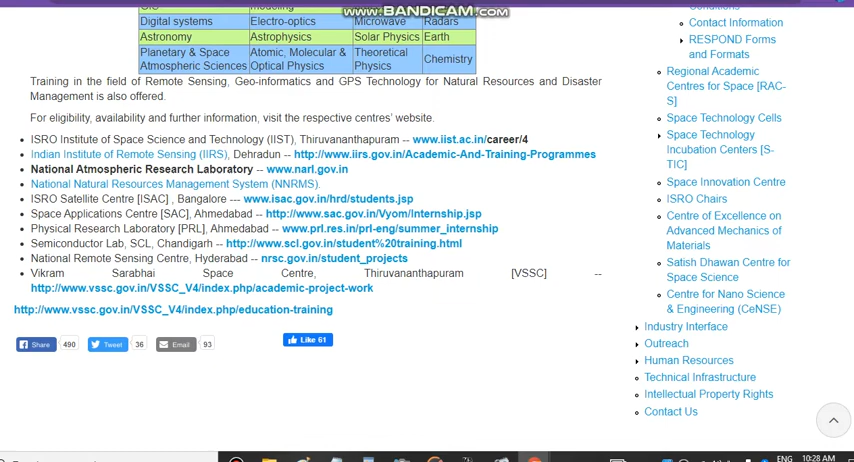 www.BANDICAM.com
Digital systems Electro-optics Microwave Radars
Astronomy Astrophysics Solar Physics Earth
Planetary & Space Atmospheric Sciences Atomic, Molecular & Optical Physics Theoretical Physics Chemistry
Training in the field of Remote Sensing, Geo-informatics and GPS Technology for Natural Resources and Disaster
Management is also offered.
For eligibility, availability and further information, visit the respective centres' website.
ISRO Institute of Space Science and Technology (IIST), Thiruvananthapuram -- www.iist.ac.in/career/4
Indian Institute of Remote Sensing (IIRS), Dehradun -- http://www.iirs.gov.in/Academic-And-Training-Programmes
National Atmospheric Research Laboratory -- www.narl.gov.in
National Natural Resources Management System (NNRMS).
ISRO Satellite Centre [ISAC] , Bangalore --- www.isac.gov.in/hrd/students.jsp
Space Applications Centre [SAC], Ahmedabad -- http://www.sac.gov.in/Vyom/Internship.jsp
Physical Research Laboratory [PRL], Ahmedabad -- www.prl.res.in/prl-eng/summer_internship
Semiconductor Lab, SCL, Chandigarh -- http://www.scl.gov.in/student%20training.html
National Remote Sensing Centre, Hyderabad -- nrsc.gov.in/student_projects
Vikram Sarabhai Space Centre, Thiruvananthapuram [VSSC] --
http://www.vssc.gov.in/VSSC_V4/index.php/academic-project-work
http://www.vssc.gov.in/VSSC_V4/index.php/education-training
Share 490 Tweet 36 Email 93 Like 61
Contact Information
RESPOND Forms
and Formats
Regional Academic
Centres for Space [RAC-
S]
Space Technology Cells
Space Technology
Incubation Centers [S-
TIC]
Space Innovation Centre
ISRO Chairs
Centre of Excellence on
Advanced Mechanics of
Materials
Satish Dhawan Centre for
Space Science
Centre for Nano Science
& Engineering (CeNSE)
Industry Interface
Outreach
Human Resources
Technical Infrastructure
Intellectual Property Rights
Contact Us
ENG 10:28 AM